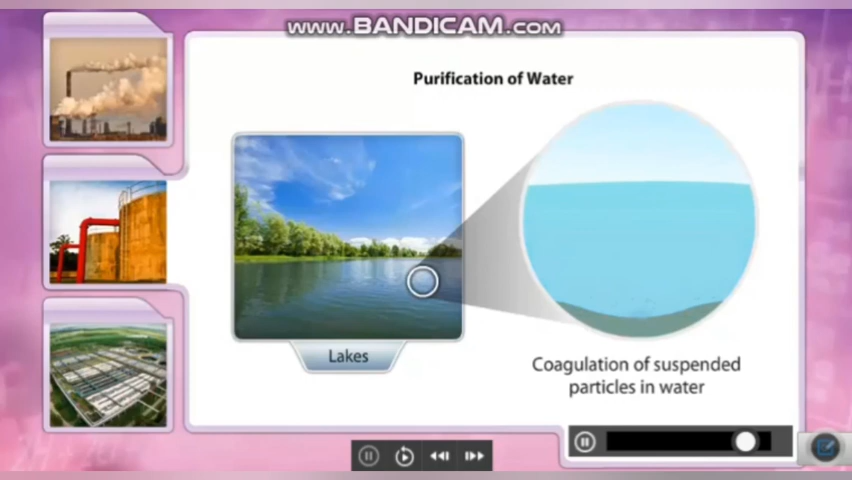 www.BANDICAM.com
Purification of Water
Lakes
Coagulation of suspended
particles in water